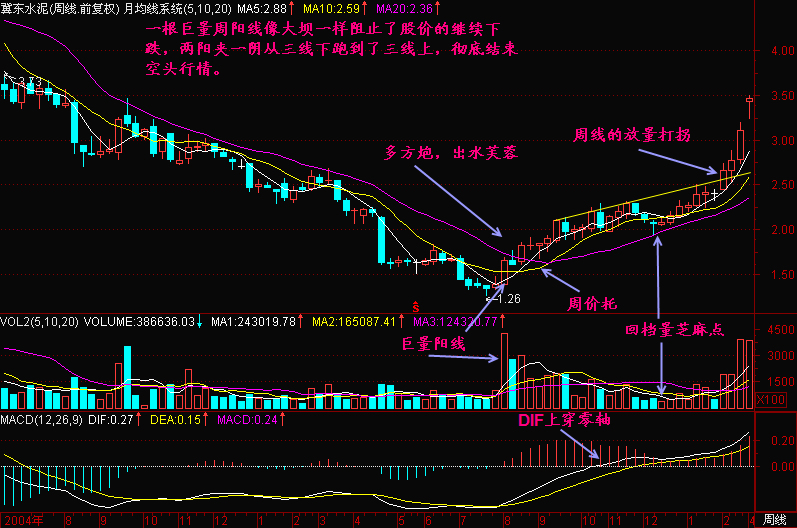 冀东水泥(周线.前复权) 月均线系统(5,10,20) MA5:2.88↑ MA10:2.59↑ MA20:2.36↑
一根巨量周阳线像大坝一样阻止了股价的继续下
跌，两阳夹一阴从三线下跑到了三线上，彻底结束
空头行情。
4.00
3.73
3.50
周线的放量打拐
3.00
多方炮，出水芙蓉
2.50
2.00
1.50
1.26
周价托
S
VOL2(5,10,20) VOLUME:386636.03↓ MA1:243019.78↑ MA2:165087.41↑ MA3:124320.77↑
4500
回档量芝麻点
巨量阳线
3000
1500
X100
MACD(12,26,9) DIF:0.27↑ DEA:0.15↑ MACD:0.24↑
DIF上穿零轴
0.20
0.00
2004年 8 9 10 11 12 1 2 3 4 5 6 7 8 9 10 11 12 1 2 4 周线